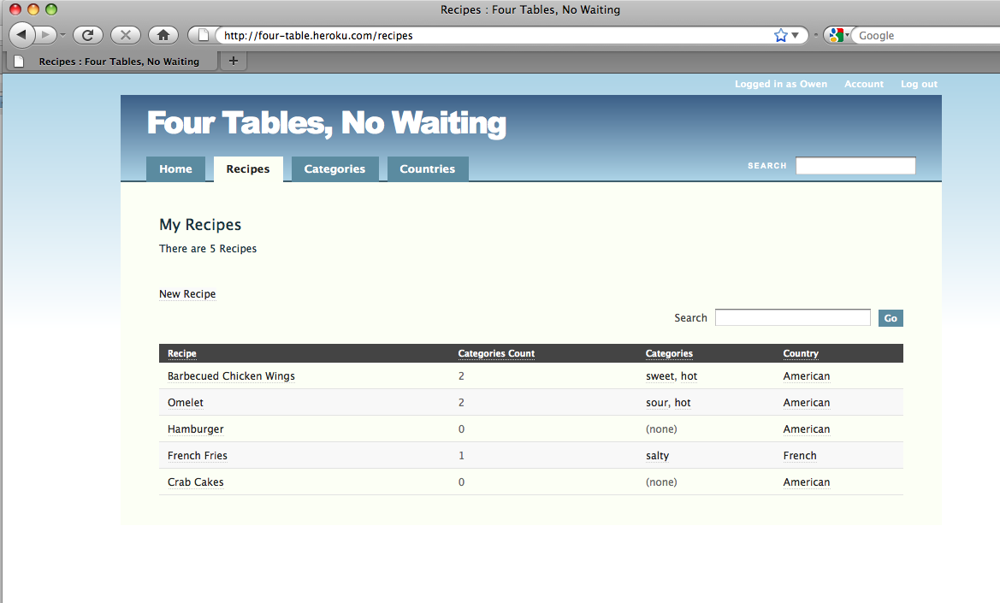 Recipes : Four Tables, No Waiting
http://four-table.heroku.com/recipes
Google
Recipes : Four Tables, No Waiting
Logged in as Owen Account Log out
Four Tables, No Waiting
Home Recipes Categories Countries SEARCH
My Recipes
There are 5 Recipes
New Recipe
Search Go
Recipe Categories Count Categories Country
Barbecued Chicken Wings 2 sweet, hot American
Omelet 2 sour, hot American
Hamburger 0 (none) American
French Fries 1 salty French
Crab Cakes 0 (none) American